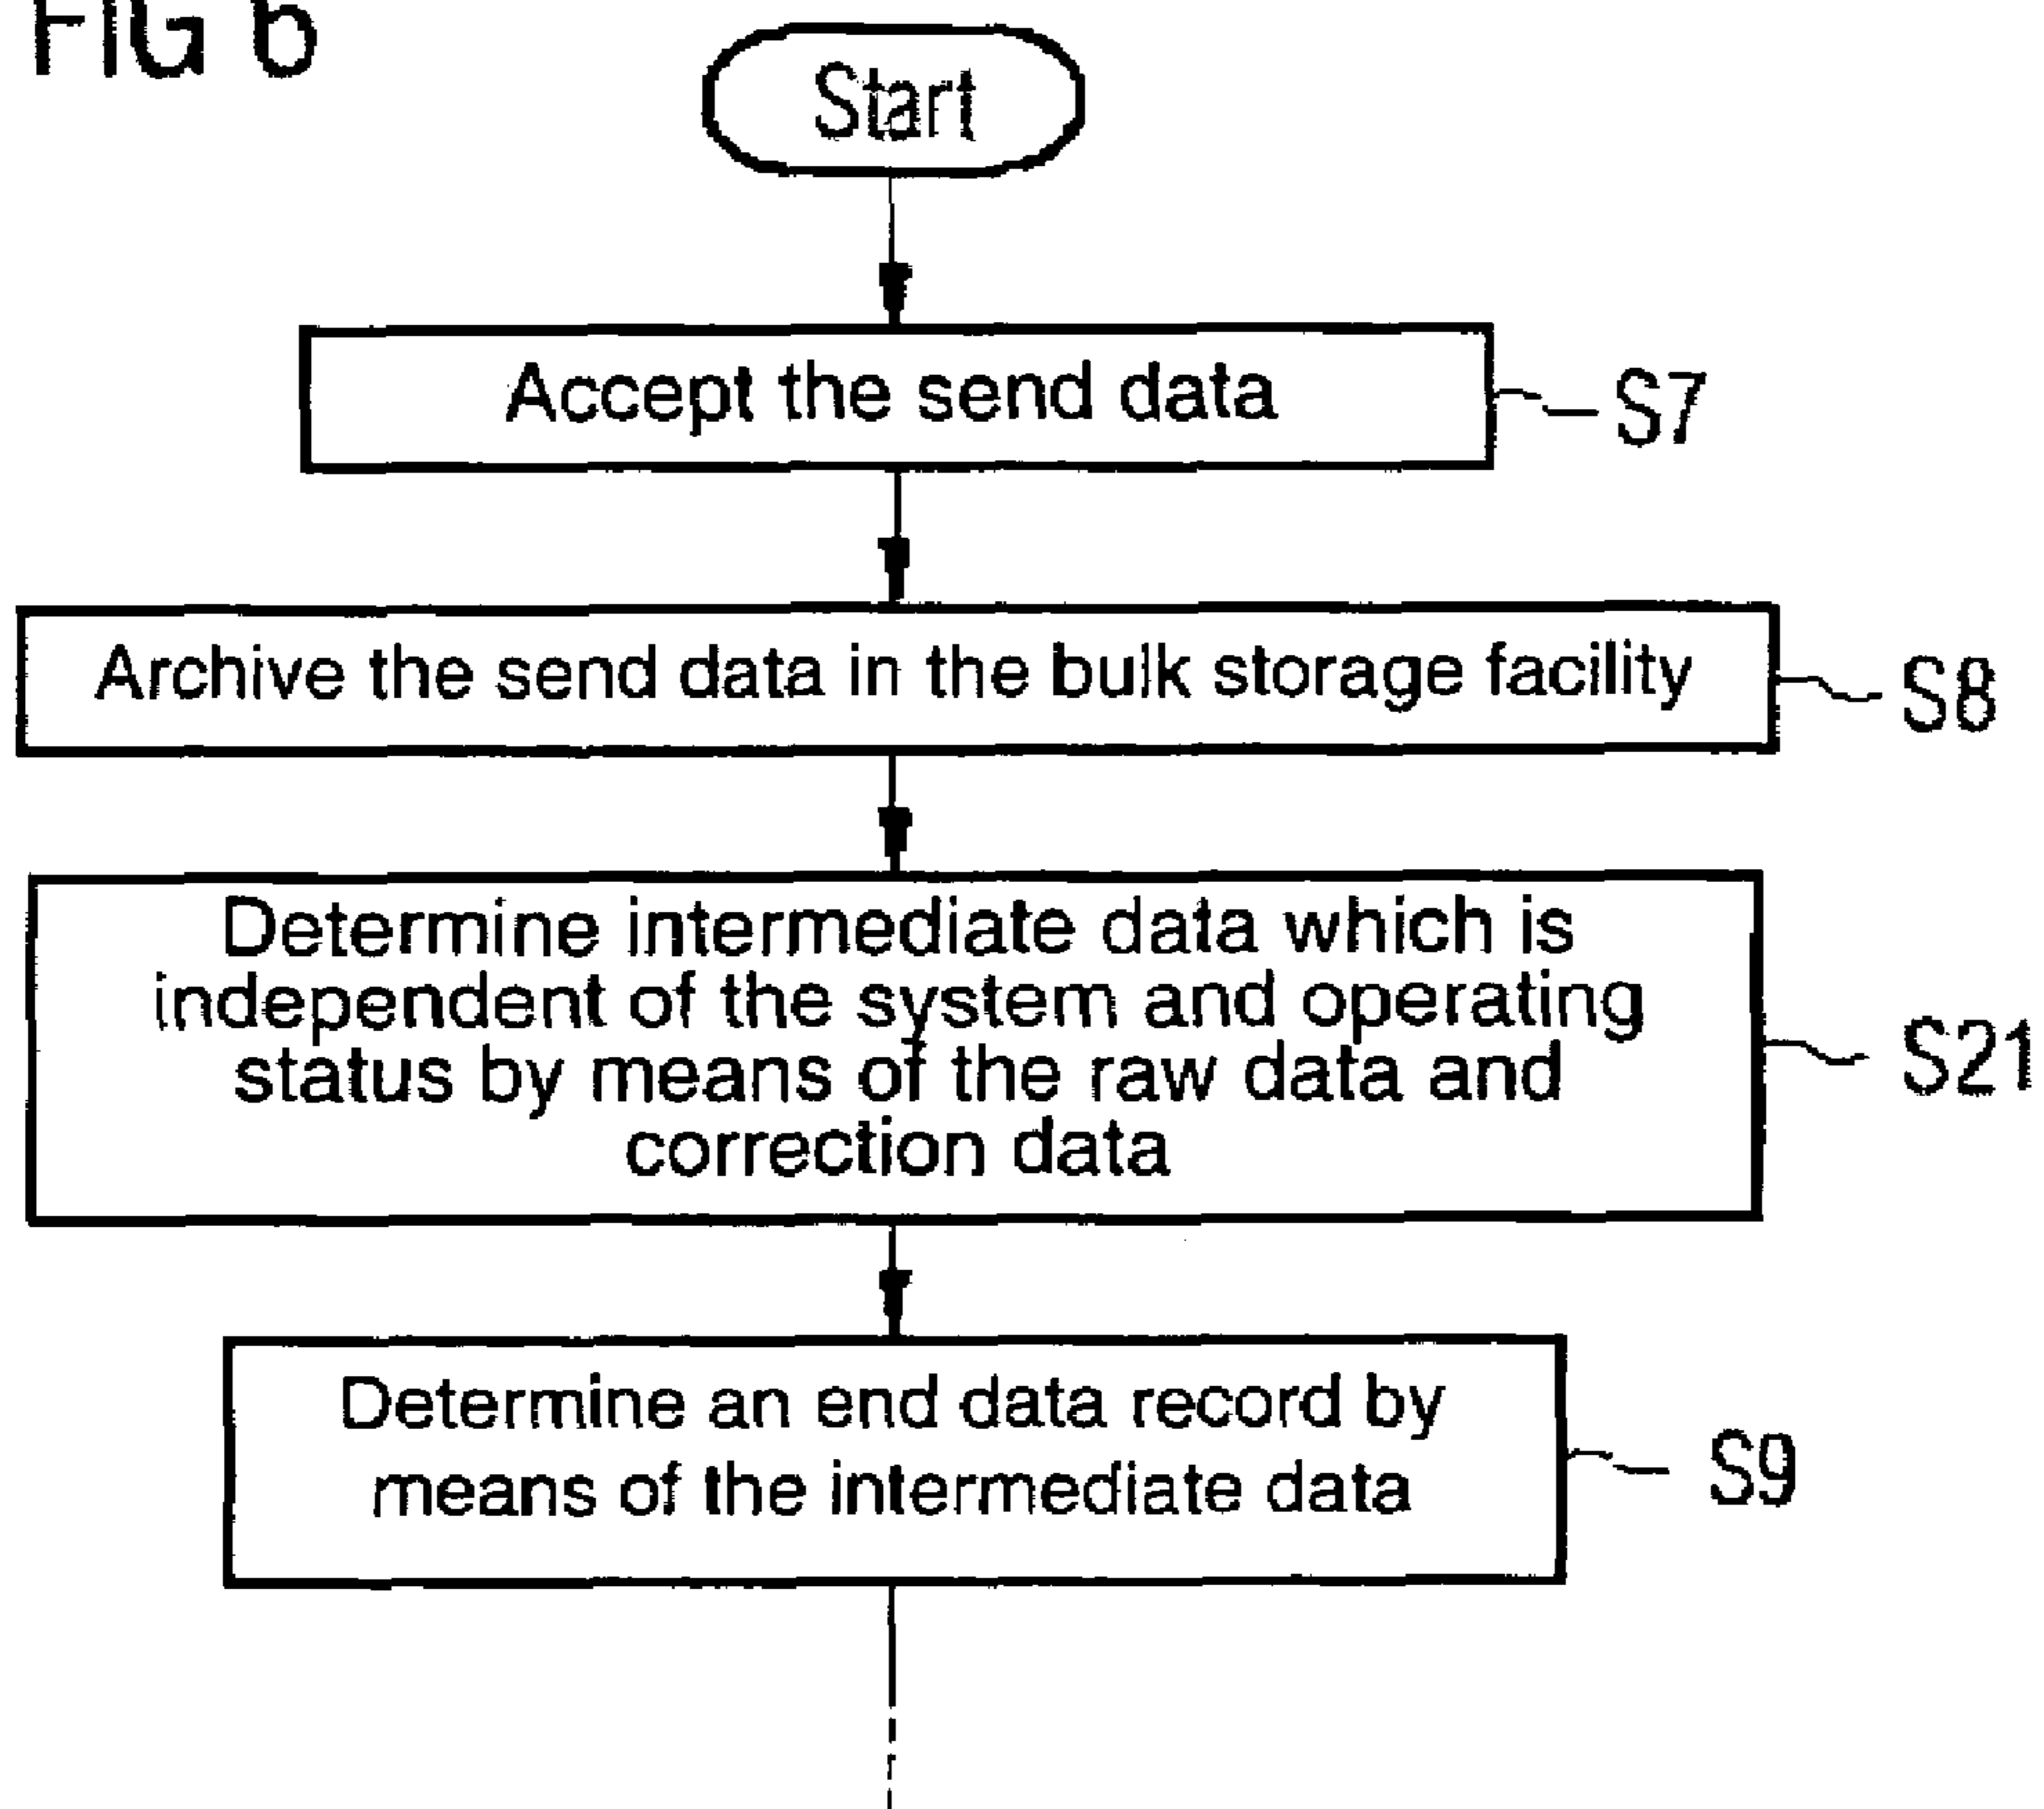 FIG 6
Start
Accept the send data
S7
Archive the send data in the bulk storage facility
S8
Determine intermediate data which is
independent of the system and operating
status by means of the raw data and
correction data
S21
Determine an end data record by
means of the intermediate data
S9